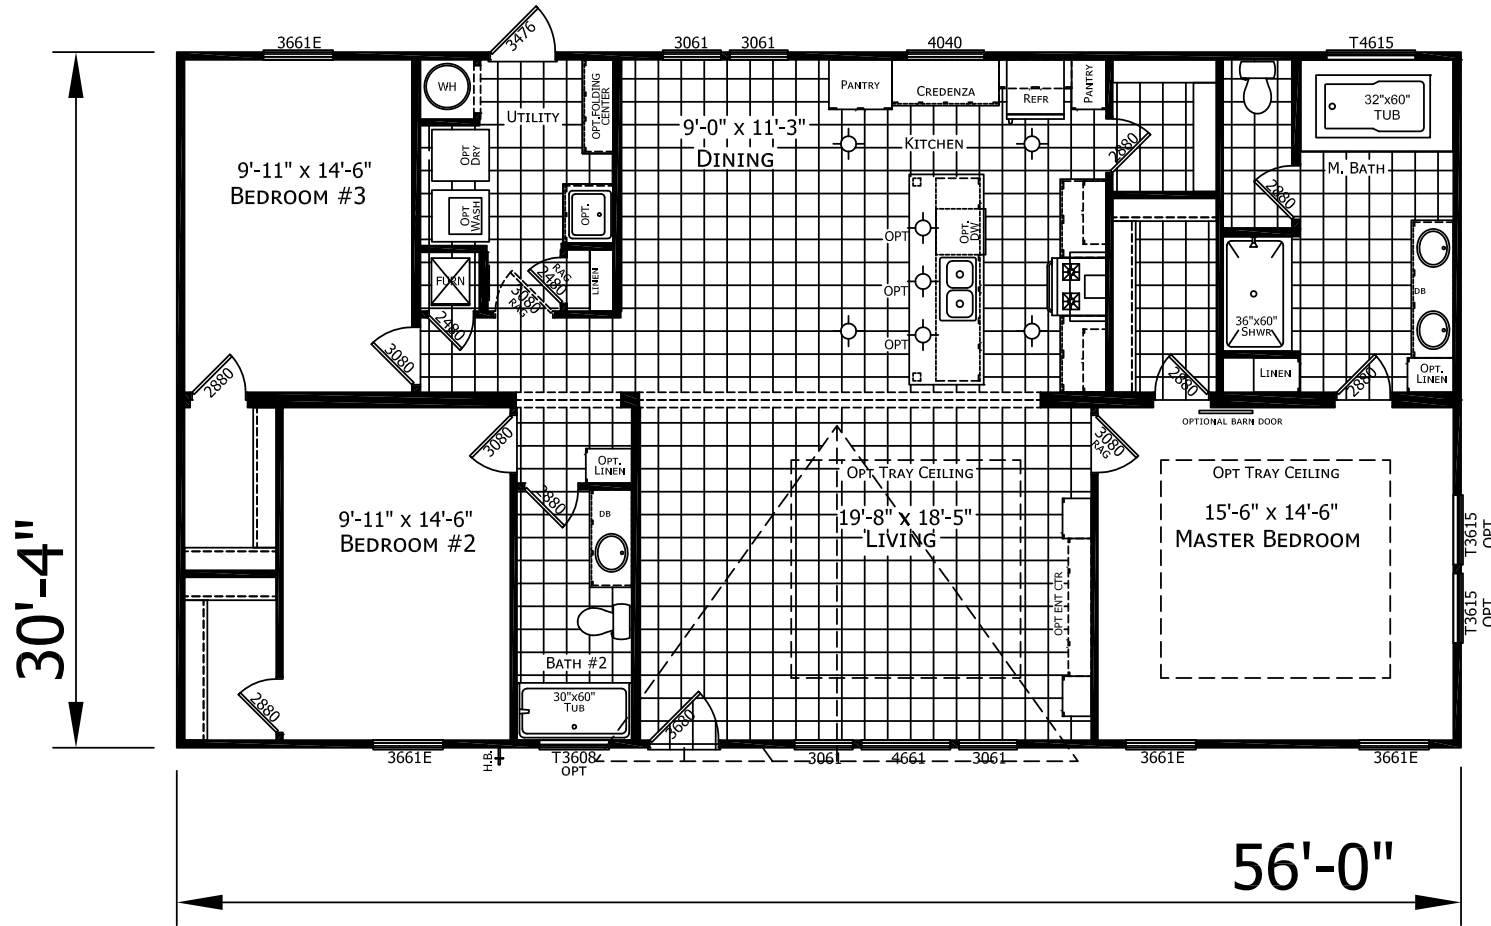 3661E
3476
3061
3061
4040
T4615
WH
UTILITY
OPT.FOLDING
CENTER
PANTRY
CREDENZA
REFR
PANTRY
32"x60"
TUB
9'-11" x 14'-6"
BEDROOM #3
OPT
DRY
9'-0" x 11'-3"
DINING
KITCHEN
2880
M. BATH
2880
OPT
WASH
OPT.
OPT
OPT.
DW
FURN
RAG
2480
LINEN
3080
RAG
OPT
DB
2480
36"x60"
SHWR
3080
OPT
2880
2880
LINEN
2880
OPT.
LINEN
OPTIONAL BARN DOOR
3080
3080
RAG
OPT.
LINEN
OPT TRAY CEILING
OPT TRAY CEILING
2880
DB
9'-11" x 14'-6"
BEDROOM #2
19'-8" x 18'-5"
LIVING
15'-6" x 14'-6"
MASTER BEDROOM
T3615
OPT
30'-4"
OPT ENT CTR
T3615
OPT
BATH #2
2880
30"x60"
TUB
3680
3661E
H.B.
T3608
OPT
3061
4661
3061
3661E
3661E
56'-0"